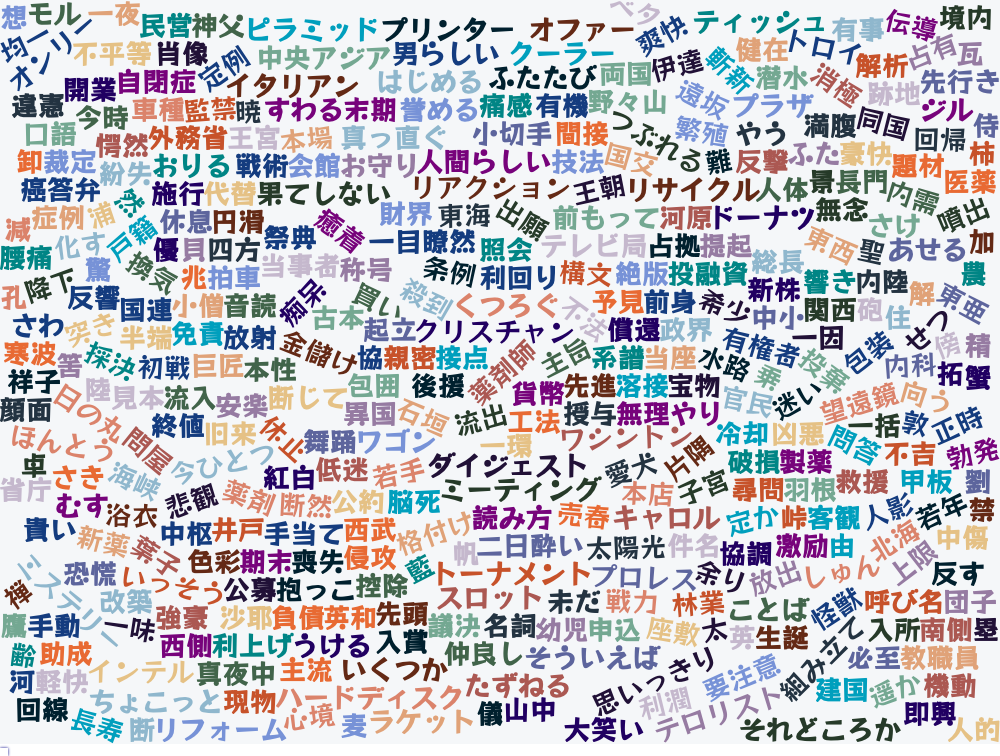 想 モル 一夜 民営 神父 ピラミッド プリンター オファー ベタ 爽快 ティッシュ 有事 伝導 境内
均一 オンリー 不平等 肖像 定例 中央アジア 男らしい クーラー 健在 トロイ 解析 占有 瓦
開業 自閉症 イタリアン はじめる ふたたび 両国 伊達 斬新 潜水 消極 跡地 先行き
違憲 今時 車種 監禁 暁 すわる 末期 誉める 痛感 有機 野々山 遠坂 プラザ ジル 侍
口語 愕然 外務省 王宮 本場 真っ直ぐ 小切手 間接 つぶれる 繁殖 やう 満腹 同国 回帰 柿
卸 裁定 紛失 おりる 戦術 会館 お守り 人間らしい 技法 国交 難 反撃 ふた 豪快 題材 医薬
癌 答弁 然 施行 代替 果てしない リアクション 王朝 リサイクル 人体 景 長門 内需 噴出
減 症例 浦 戸籍 休息 円滑 癒着 財界 東海 出願 前もって 河原 ドーナツ 無念 さけ
腰痛 化す 優 貝 四方 祭典 一目瞭然 照会 テレビ局 占拠 提起 東西 聖 あせる 加
驚 換気 兆 拍車 当事者 称号 条例 利回り 構文 絶版 投融資 総長 新株 響き 内陸 農
孔 降下 反響 国連 小僧 音読 痴呆 買い 殺到 くつろぐ 予見 前身 希少 中小 関西 砲 解 東亜
さわ 突き 半端 免責 放射 古本 起立 クリスチャン 償還 政界 一因 住 せつ
寒波 答 採決 初戦 巨匠 本性 金儲け 協 親密 接点 薬剤師 主旨 系譜 当座 水路 有権者 投棄 包装 内科 精
祥子 陸 見本 流入 安楽 断じて 包囲 後援 貨幣 先進 溶接 宝物 乗 迷い 拓 蟹
顔面 日の丸 終値 旧来 休止 異国 石垣 流出 工法 授与 無理やり 官民 望遠鏡 向う
ほんとう 問屋 舞踊 ワゴン 一環 ワシントン 冷却 凶悪 問答 一括 敦 正時
卓 さき 海峡 今ひとつ 紅白 低迷 若手 ダイジェスト 愛犬 片隅 破損 製薬 不吉 勃発
省庁 むす 浴衣 悲観 薬剤 断然 公約 脳死 ミーティング 本店 子宮 尋問 羽根 救援 甲板 劉
貴い 新薬 葉子 中枢 井戸 手当て 西武 格付け 読み方 売春 キャロル 定か 峠 客観 人影 若年 禁
色彩 期末 喪失 侵攻 帆 二日酔い 太陽光 件名 協調 激励 由 北海 中傷
禅 ミステリー 恐慌 いっそう 公募 抱っこ 控除 藍 トーナメント プロレス 余り 放出 しゅん 上限 反す
改築 スロット 未だ 戦力 林業 ことば 怪獣 呼び名 団子
鷹 手動 一味 強豪 沙耶 負債 英和 先頭 議決 名詞 幼児 申込 座敷 太 英 生誕 入所 南側 塁
齢 助成 西側 利上げ うける 入賞 仲良し そういえば 組み立て 必至 教職員
河 軽快 インテル 真夜中 主流 いくつか たずねる 思いっきり 要注意 建国 遥か 機動
回線 ちょこっと 現物 ハードディスク 儀 山中 利潤 即興
長寿 断 リフォーム 心境 妻 ラケット 大笑い テロリスト それどころか 人的